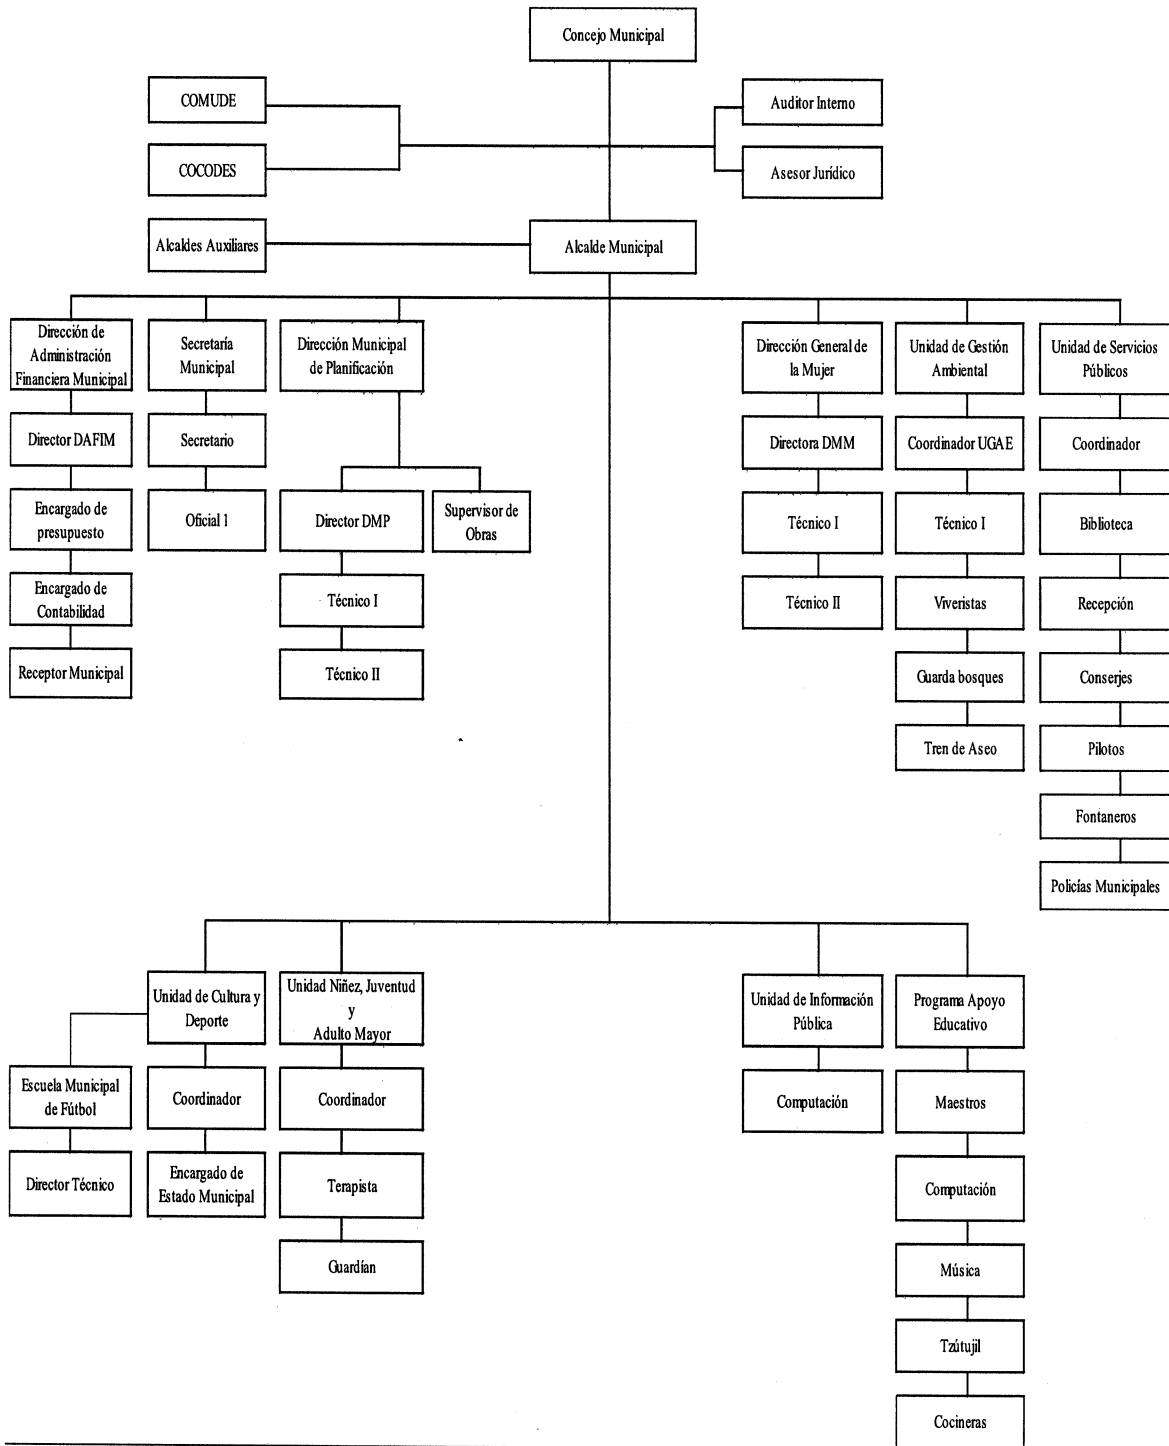 Concejo Municipal
COMUDE
Auditor Interno
COCODES
Asesor Jurídico
Alcaldes Auxiliares
Alcalde Municipal
Dirección de
Administración
Financiera Municipal
Secretaría
Municipal
Dirección Municipal
de Planificación
Dirección General de
la Mujer
Unidad de Gestión
Ambiental
Unidad de Servicios
Públicos
Director DAFIM
Secretario
Directora DMM
Coordinador UGAE
Coordinador
Encargado de
presupuesto
Oficial 1
Director DMP
Supervisor de
Obras
Técnico I
Técnico I
Biblioteca
Encargado de
Contabilidad
Técnico I
Técnico II
Viveristas
Recepción
Receptor Municipal
Técnico II
Guarda bosques
Conserjes
Tren de Aseo
Pilotos
Fontaneros
Policías Municipales
Unidad de Cultura y
Deporte
Unidad Niñez, Juventud
y
Adulto Mayor
Unidad de Información
Pública
Programa Apoyo
Educativo
Escuela Municipal
de Fútbol
Coordinador
Coordinador
Computación
Maestros
Director Técnico
Encargado de
Estado Municipal
Terapista
Computación
Guardían
Música
Tzútujil
Cocineras